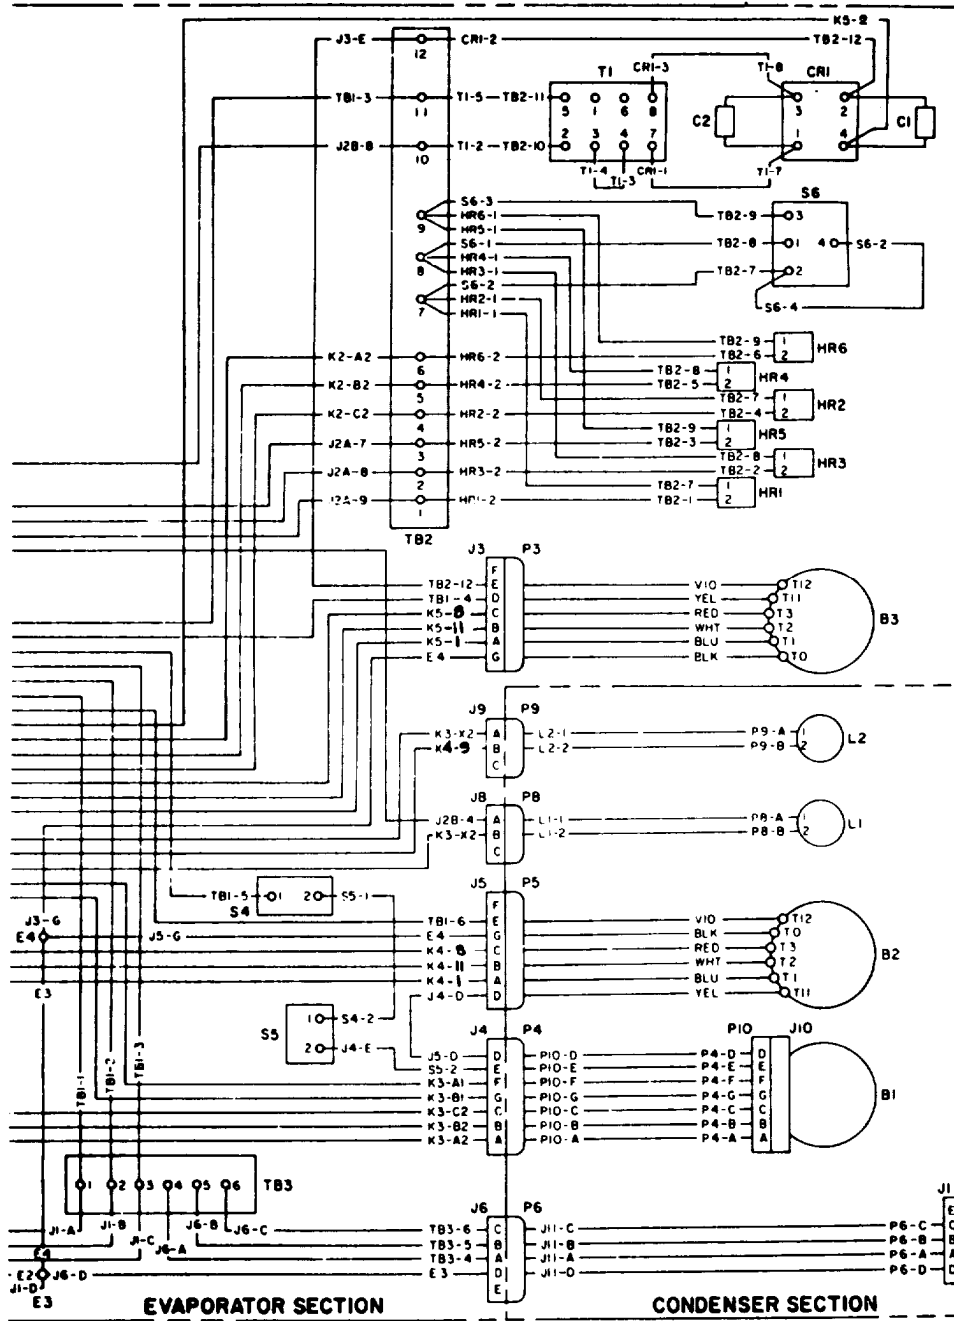 K5-2
J3-E 12 CR1-2 TB2-12
T1 CR1-3 T1-8 CR1
TB1-3 11 T1-5 TB2-11 5 1 6 8 3 2
C2 C1
J2B-8 10 T1-2 TB2-10 2 3 4 7 1 4
T1-4 T1-3 CR1-1 T1-7
S6
S6-3 TB2-9 3
9 HR6-1
HR5-1
S6-1 TB2-8 1 4 S6-2
8 HR4-1
HR3-1 TB2-7 2
S6-2
7 HR2-1
HR1-1 S6-4
TB2-9 1 HR6
K2-A2 6 HR6-2 TB2-6 2
TB2-8 1 HR4
K2-B2 5 HR4-2 TB2-5 2
TB2-7 1 HR2
K2-C2 4 HR2-2 TB2-4 2
TB2-9 1 HR5
J2A-7 3 HR5-2 TB2-3 2
TB2-8 1 HR3
J2A-8 2 HR3-2 TB2-2 2
TB2-7 1 HR1
J2A-9 1 HR1-2 TB2-1 2
TB2
J3 P3
F
TB2-12 E VIO T12
TB1-4 D YEL T11
K5-8 C RED T3 B3
K5-11 B WHT T2
K5-1 A BLU T1
E4 G BLK T0
J9 P9
K3-X2 A L2-1 P9-A 1 L2
K4-9 B L2-2 P9-B 2
C
J8 P8
J2B-4 A L1-1 P8-A 1 L1
K3-X2 B L1-2 P8-B 2
C
J5 P5
TB1-5 1 2 S5-1 F
S4
J3-G TB1-6 E VIO T12
E4 J5-G E4 G BLK T0
K4-8 C RED T3 B2
K4-11 B WHT T2
K4-1 A BLU T1
E3 J4-D D YEL T11
S5 1 S4-2
2 J4-E
J4 P4 P10 J10
J5-D D P10-D P4-D D
S5-2 E P10-E P4-E E
K3-A1 F P10-F P4-F F
K3-B1 G P10-G P4-G G B1
K3-C2 C P10-C P4-C C
K3-B2 B P10-B P4-B B
K3-A2 A P10-A P4-A A
TB1-1 TB1-2 TB1-3
1 2 3 4 5 6 TB3
J6 P6 J1
J1-A J1-B J1-C J6-A J6-B J6-C
E
TB3-6 C J11-C P6-C C
TB3-5 B J11-B P6-B B
E4 TB3-4 A J11-A P6-A A
E2 J6-D E3 D J11-D P6-D D
J1-D E
E3
EVAPORATOR SECTION CONDENSER SECTION